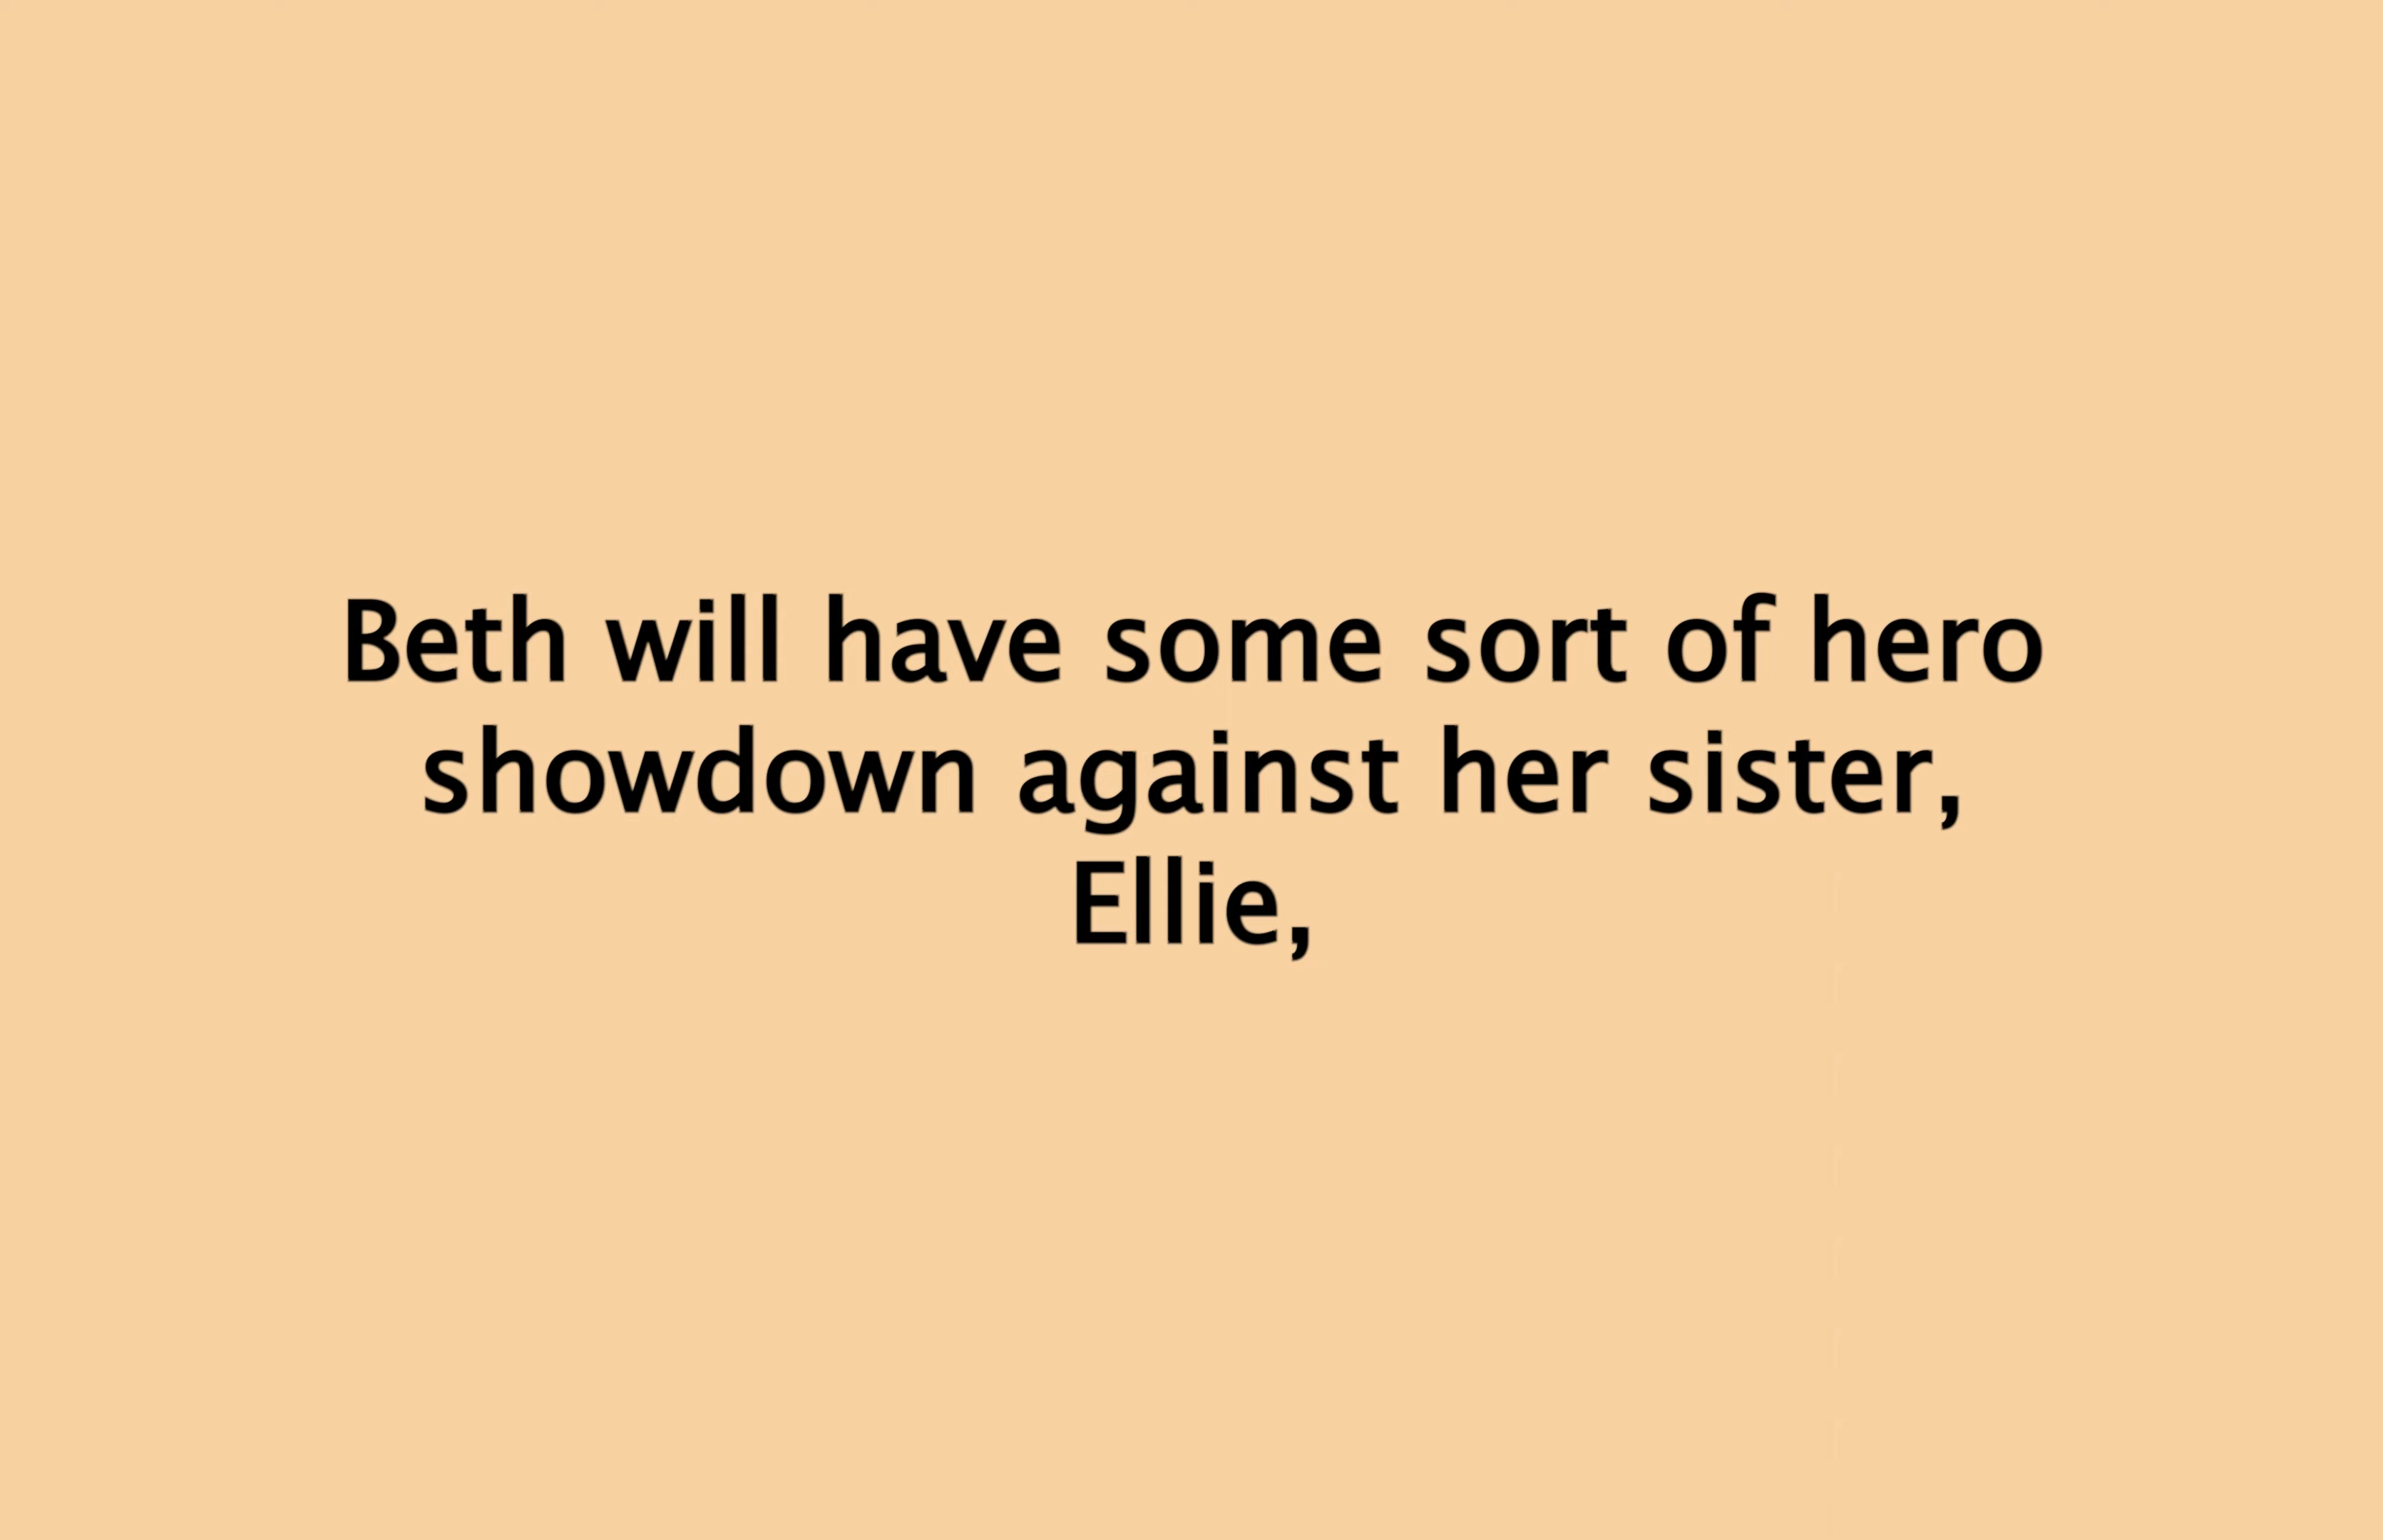 Beth will have some sort of hero
showdown against her sister,
Ellie,